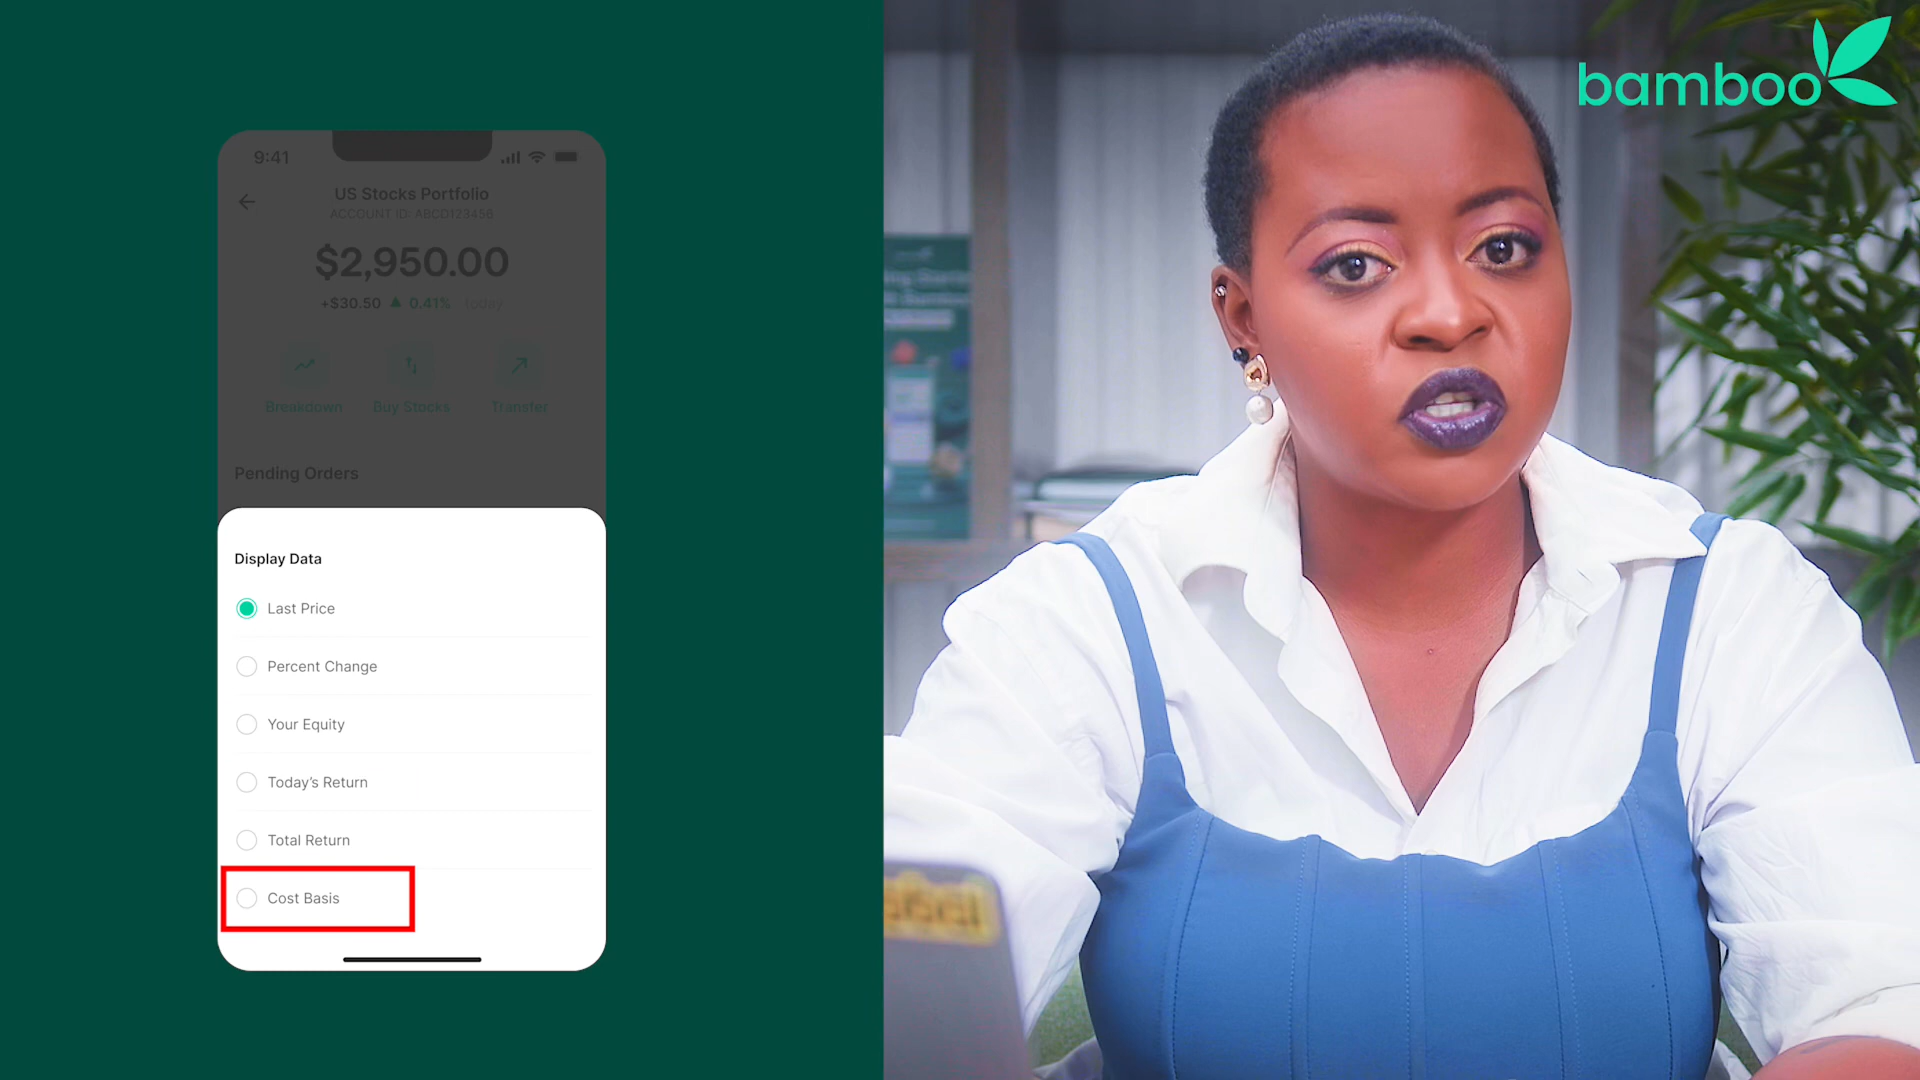 9:41
US Stocks Portfolio
ACCOUNT ID: ABCD123456
$2,950.00
+$30.50 ▲ 0.41% Today
Breakdown
Buy Stocks
Transfer
Pending Orders
Display Data
Last Price
Percent Change
Your Equity
Today’s Return
Total Return
Cost Basis
bamboo